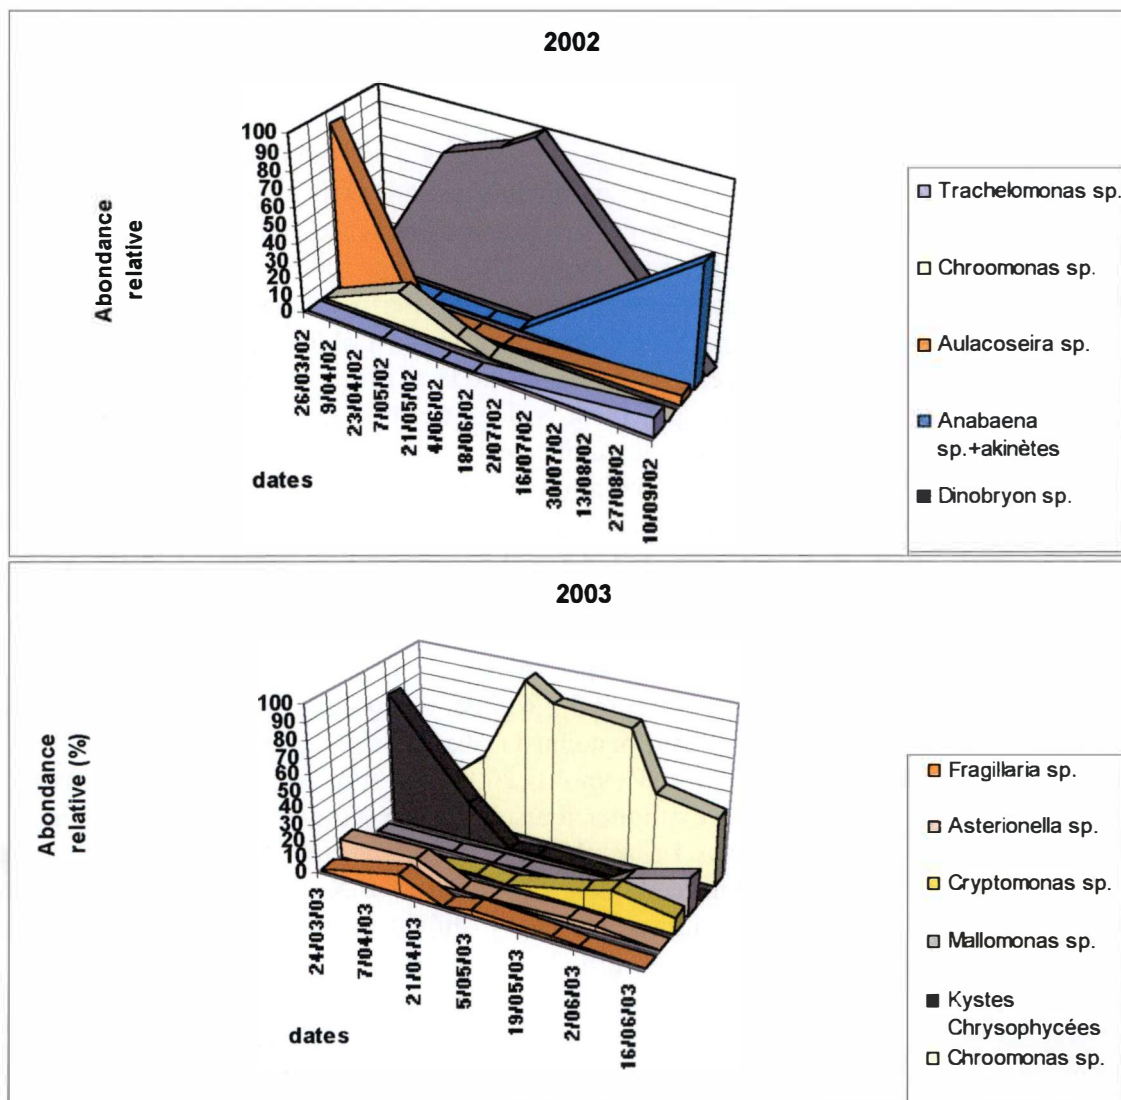 2002
Abondance
relative
100
90
80
70
60
50
40
30
20
10
0
26/03/02
9/04/02
23/04/02
7/05/02
21/05/02
4/06/02
18/06/02
2/07/02
16/07/02
30/07/02
13/08/02
27/08/02
10/09/02
dates
Trachelomonas sp.
Chroomonas sp.
Aulacoseira sp.
Anabaena
sp.+akinètes
Dinobryon sp.
2003
Abondance
relative (%)
100
90
80
70
60
50
40
30
20
10
0
24/03/03
7/04/03
21/04/03
5/05/03
19/05/03
2/06/03
16/06/03
dates
Fragillaria sp.
Asterionella sp.
Cryptomonas sp.
Mallomonas sp.
Kystes
Chrysophycées
Chroomonas sp.